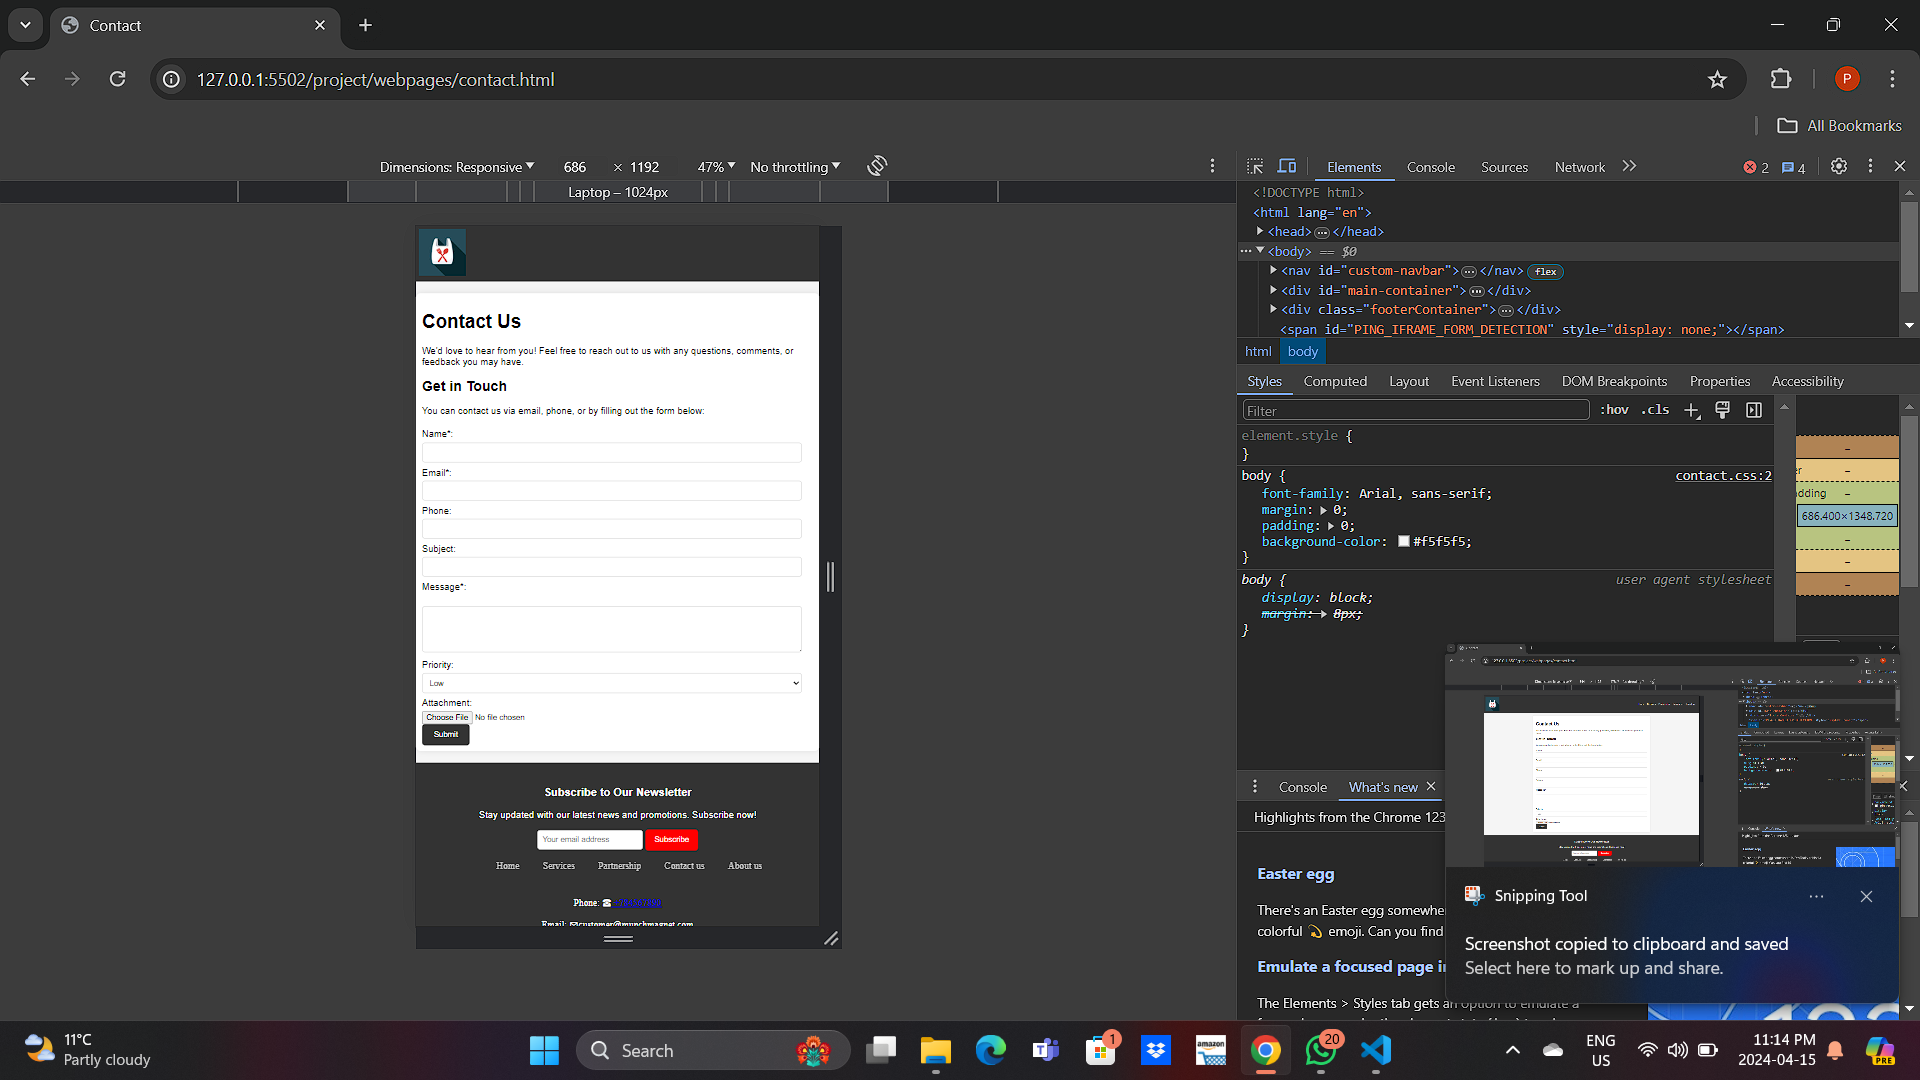 Contact
127.0.0.1:5502/project/webpages/contact.html
P
All Bookmarks
Dimensions: Responsive 686 × 1192 47% No throttling
Laptop – 1024px
Contact Us
We'd love to hear from you! Feel free to reach out to us with any questions, comments, or
feedback you may have.
Get in Touch
You can contact us via email, phone, or by filling out the form below:
Name*:
Email*:
Phone:
Subject:
Message*:
Priority:
Low
Attachment:
Choose File No file chosen
Submit
Subscribe to Our Newsletter
Stay updated with our latest news and promotions. Subscribe now!
Your email address Subscribe
Home Services Partnership Contact us About us
Phone:
Email: customer@munchmagnet.com
Elements Console Sources Network 2 4
<!DOCTYPE html>
<html lang="en">
<head> ... </head>
... <body> == $0
<nav id="custom-navbar"> ... </nav> flex
<div id="main-container"> ... </div>
<div class="footerContainer"> ... </div>
<span id="PING_IFRAME_FORM_DETECTION" style="display: none;"></span>
html body
Styles Computed Layout Event Listeners DOM Breakpoints Properties Accessibility
Filter :hov .cls
element.style {
}
body { contact.css:2
font-family: Arial, sans-serif;
margin: 0;
padding: 0;
background-color: #f5f5f5;
}
body { user agent stylesheet
display: block;
margin: 8px;
}
–
er –
adding –
686.400×1348.720
–
–
–
Console What's new
Highlights from the Chrome 123
Easter egg
There's an Easter egg somewhe
colorful emoji. Can you find
Emulate a focused page i
The Elements > Styles tab gets an option to emulate a
Contact Us
Snipping Tool
Screenshot copied to clipboard and saved
Select here to mark up and share.
11°C
Partly cloudy
Search
1
amazon
20
ENG
US
11:14 PM
2024-04-15
PRE